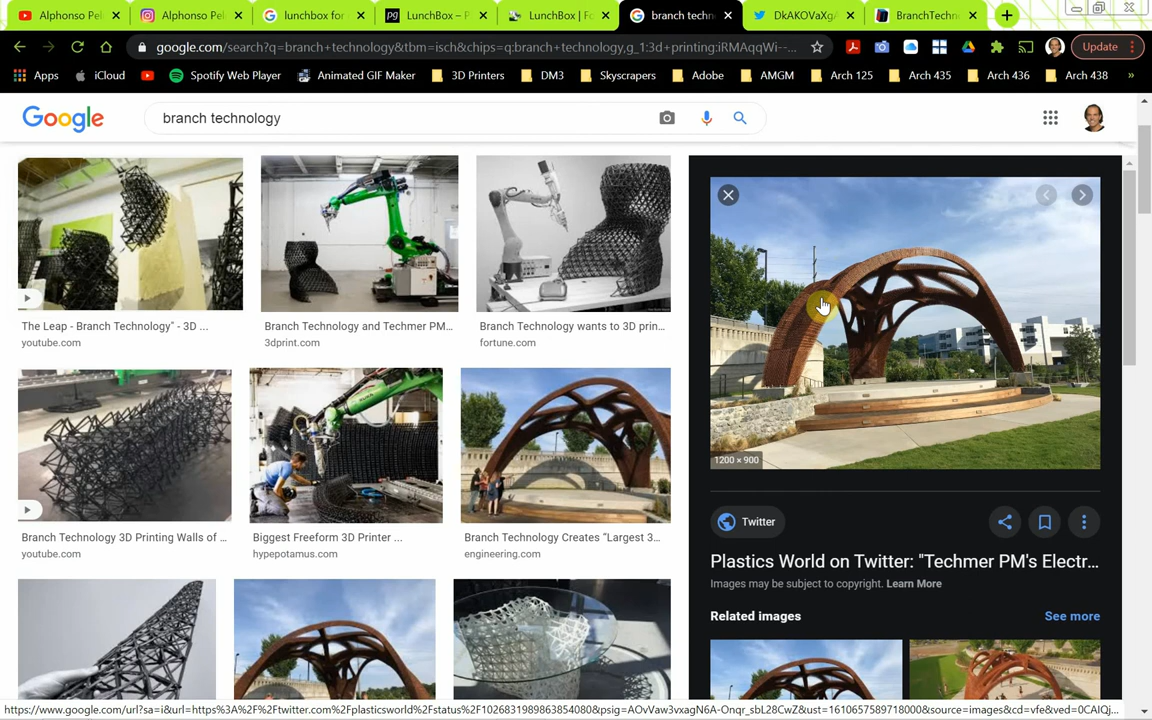 Alphonso Pel
Alphonso Pel
lunchbox for
pg LunchBox – P
LunchBox | Fo
branch techn
DkAKOVaXgA
BranchTechn
google.com/search?q=branch+technology&tbm=isch&chips=q:branch+technology,g_1:3d+printing:iRMAqqWi--...
Update
Apps
iCloud
Spotify Web Player
Animated GIF Maker
3D Printers
DM3
Skyscrapers
Adobe
AMGM
Arch 125
Arch 435
Arch 436
Arch 438
»
Google
branch technology
The Leap - Branch Technology" - 3D ...
youtube.com
Branch Technology and Techmer PM...
3dprint.com
Branch Technology wants to 3D prin...
fortune.com
Branch Technology 3D Printing Walls of ...
youtube.com
Biggest Freeform 3D Printer ...
hypepotamus.com
Branch Technology Creates "Largest 3...
engineering.com
1200 × 900
Twitter
Plastics World on Twitter: "Techmer PM's Electr...
Images may be subject to copyright. Learn More
Related images
See more
https://www.google.com/url?sa=i&url=https%3A%2F%2Ftwitter.com%2Fplasticsworld%2Fstatus%2F1026831989863854080&psig=AOvVaw3vxagN6A-Onqr_sbL28CwZ&ust=1610657589718000&source=images&cd=vfe&ved=0CAIQj...